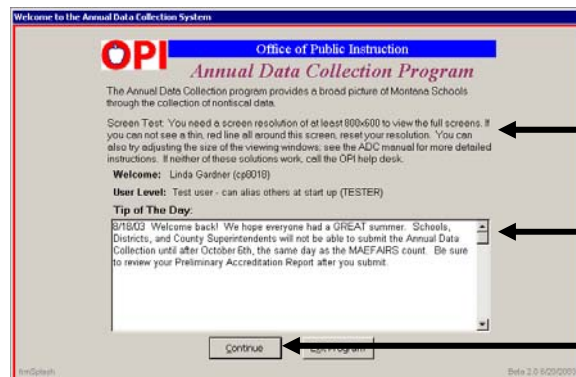 Welcome to the Annual Data Collection System
OPI
Office of Public Instruction
Annual Data Collection Program
The Annual Data Collection program provides a broad picture of Montana Schools
through the collection of nonfiscal data.
Screen Test: You need a screen resolution of at least 800x600 to view the full screens. If
you can not see a thin, red line all around this screen, reset your resolution. You can
also try adjusting the size of the viewing windows; see the ADC manual for more detailed
instructions. If neither of these solutions work, call the OPI help desk.
Welcome: Linda Gardner (cp8018)
User Level: Test user - can alias others at start up (TESTER)
Tip of The Day:
8/18/03 Welcome back! We hope everyone had a GREAT summer. Schools,
Districts, and County Superintendents will not be able to submit the Annual Data
Collection until after October 6th, the same day as the MAEFAIRS count. Be sure
to review your Preliminary Accreditation Report after you submit.
Continue
Exit Program
frmSplash
Beta 2.0 6/20/2003